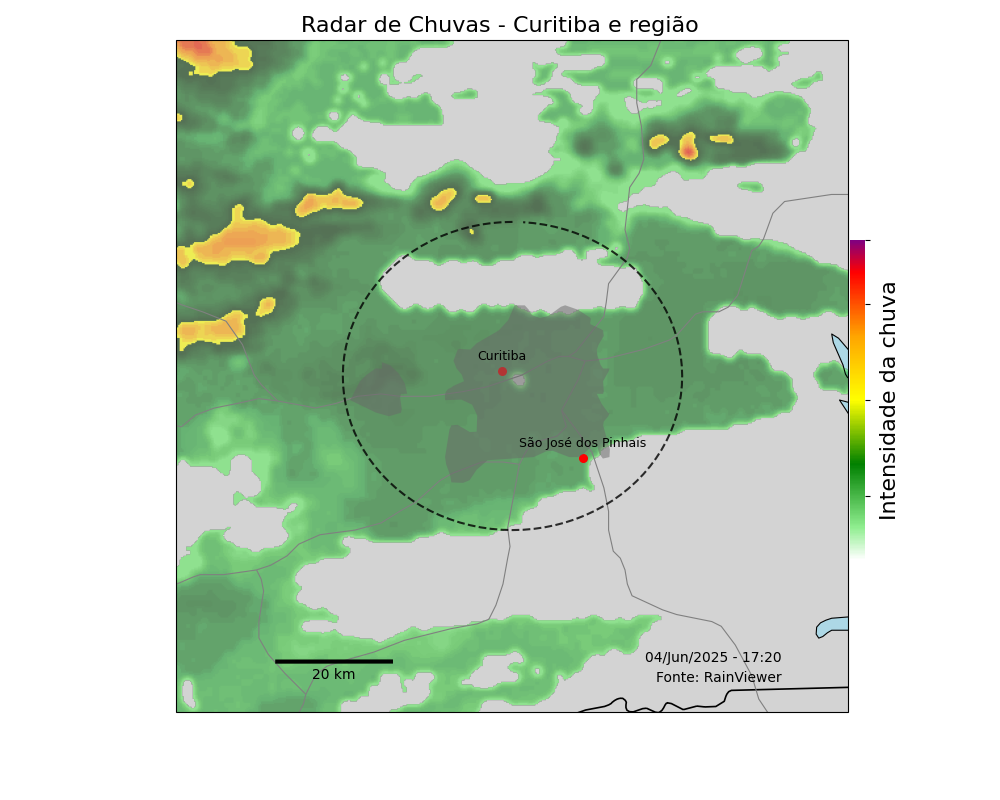 Radar de Chuvas - Curitiba e região
Curitiba
São José dos Pinhais
Intensidade da chuva
04/Jun/2025 - 17:20
Fonte: RainViewer
20 km